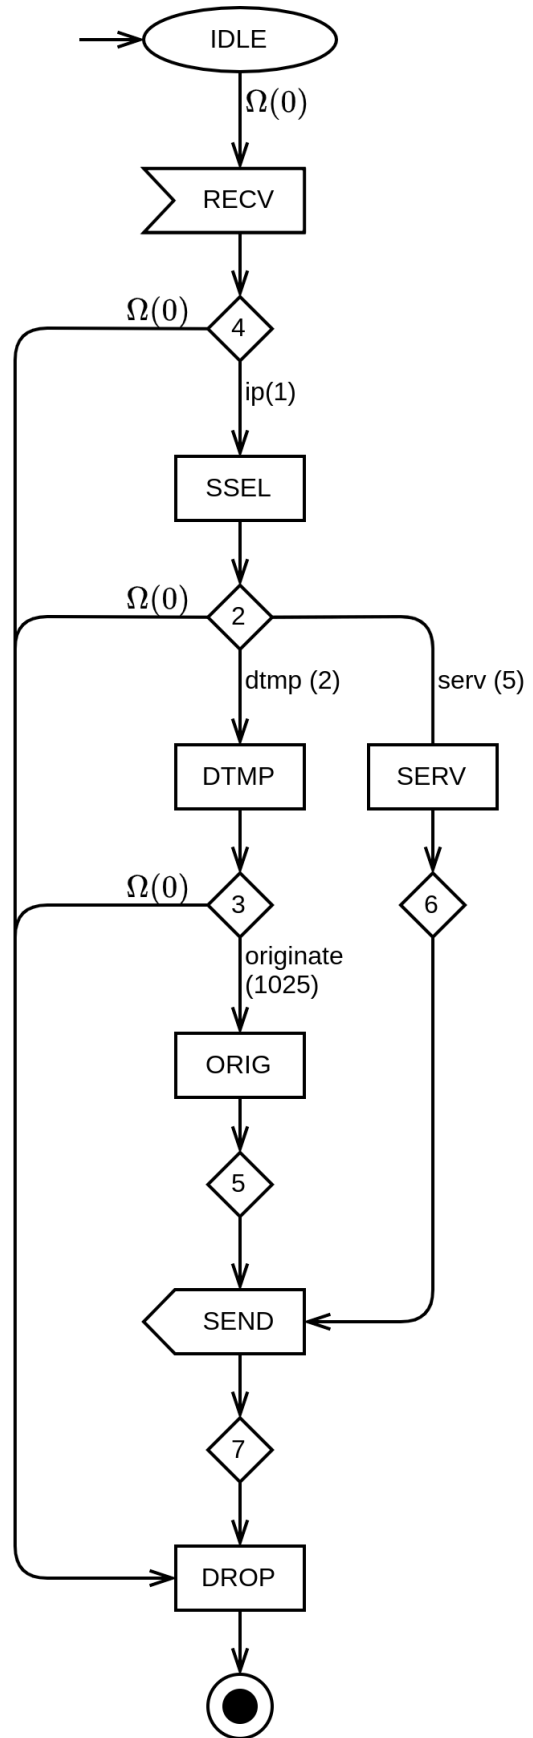 IDLE
Ω(0)
RECV
Ω(0)
4
ip(1)
SSEL
Ω(0)
2
dtmp (2)
serv (5)
DTMP
SERV
Ω(0)
3
6
originate
(1025)
ORIG
5
SEND
7
DROP